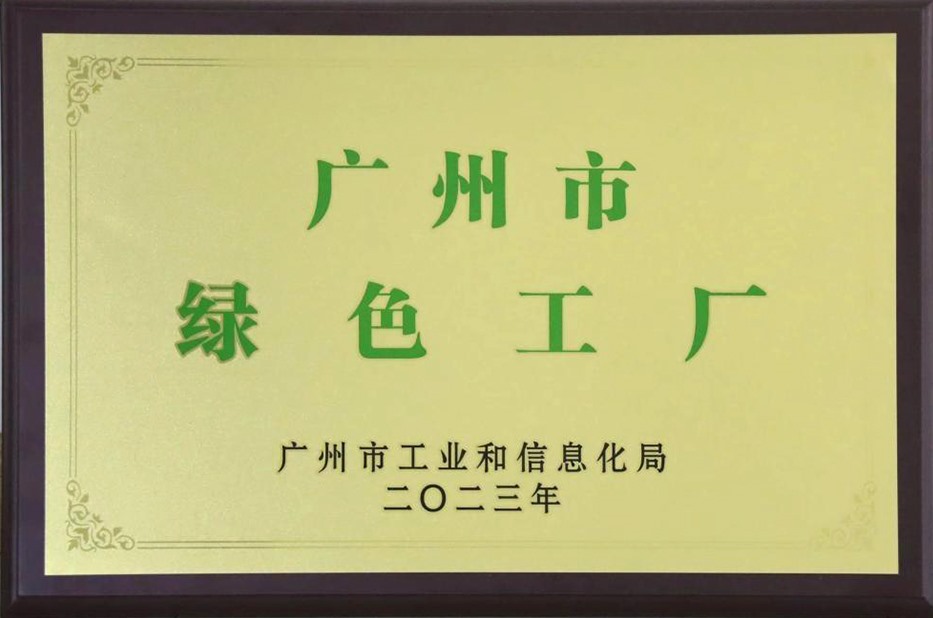 广州市
绿色工厂
广州市工业和信息化局
二〇二三年